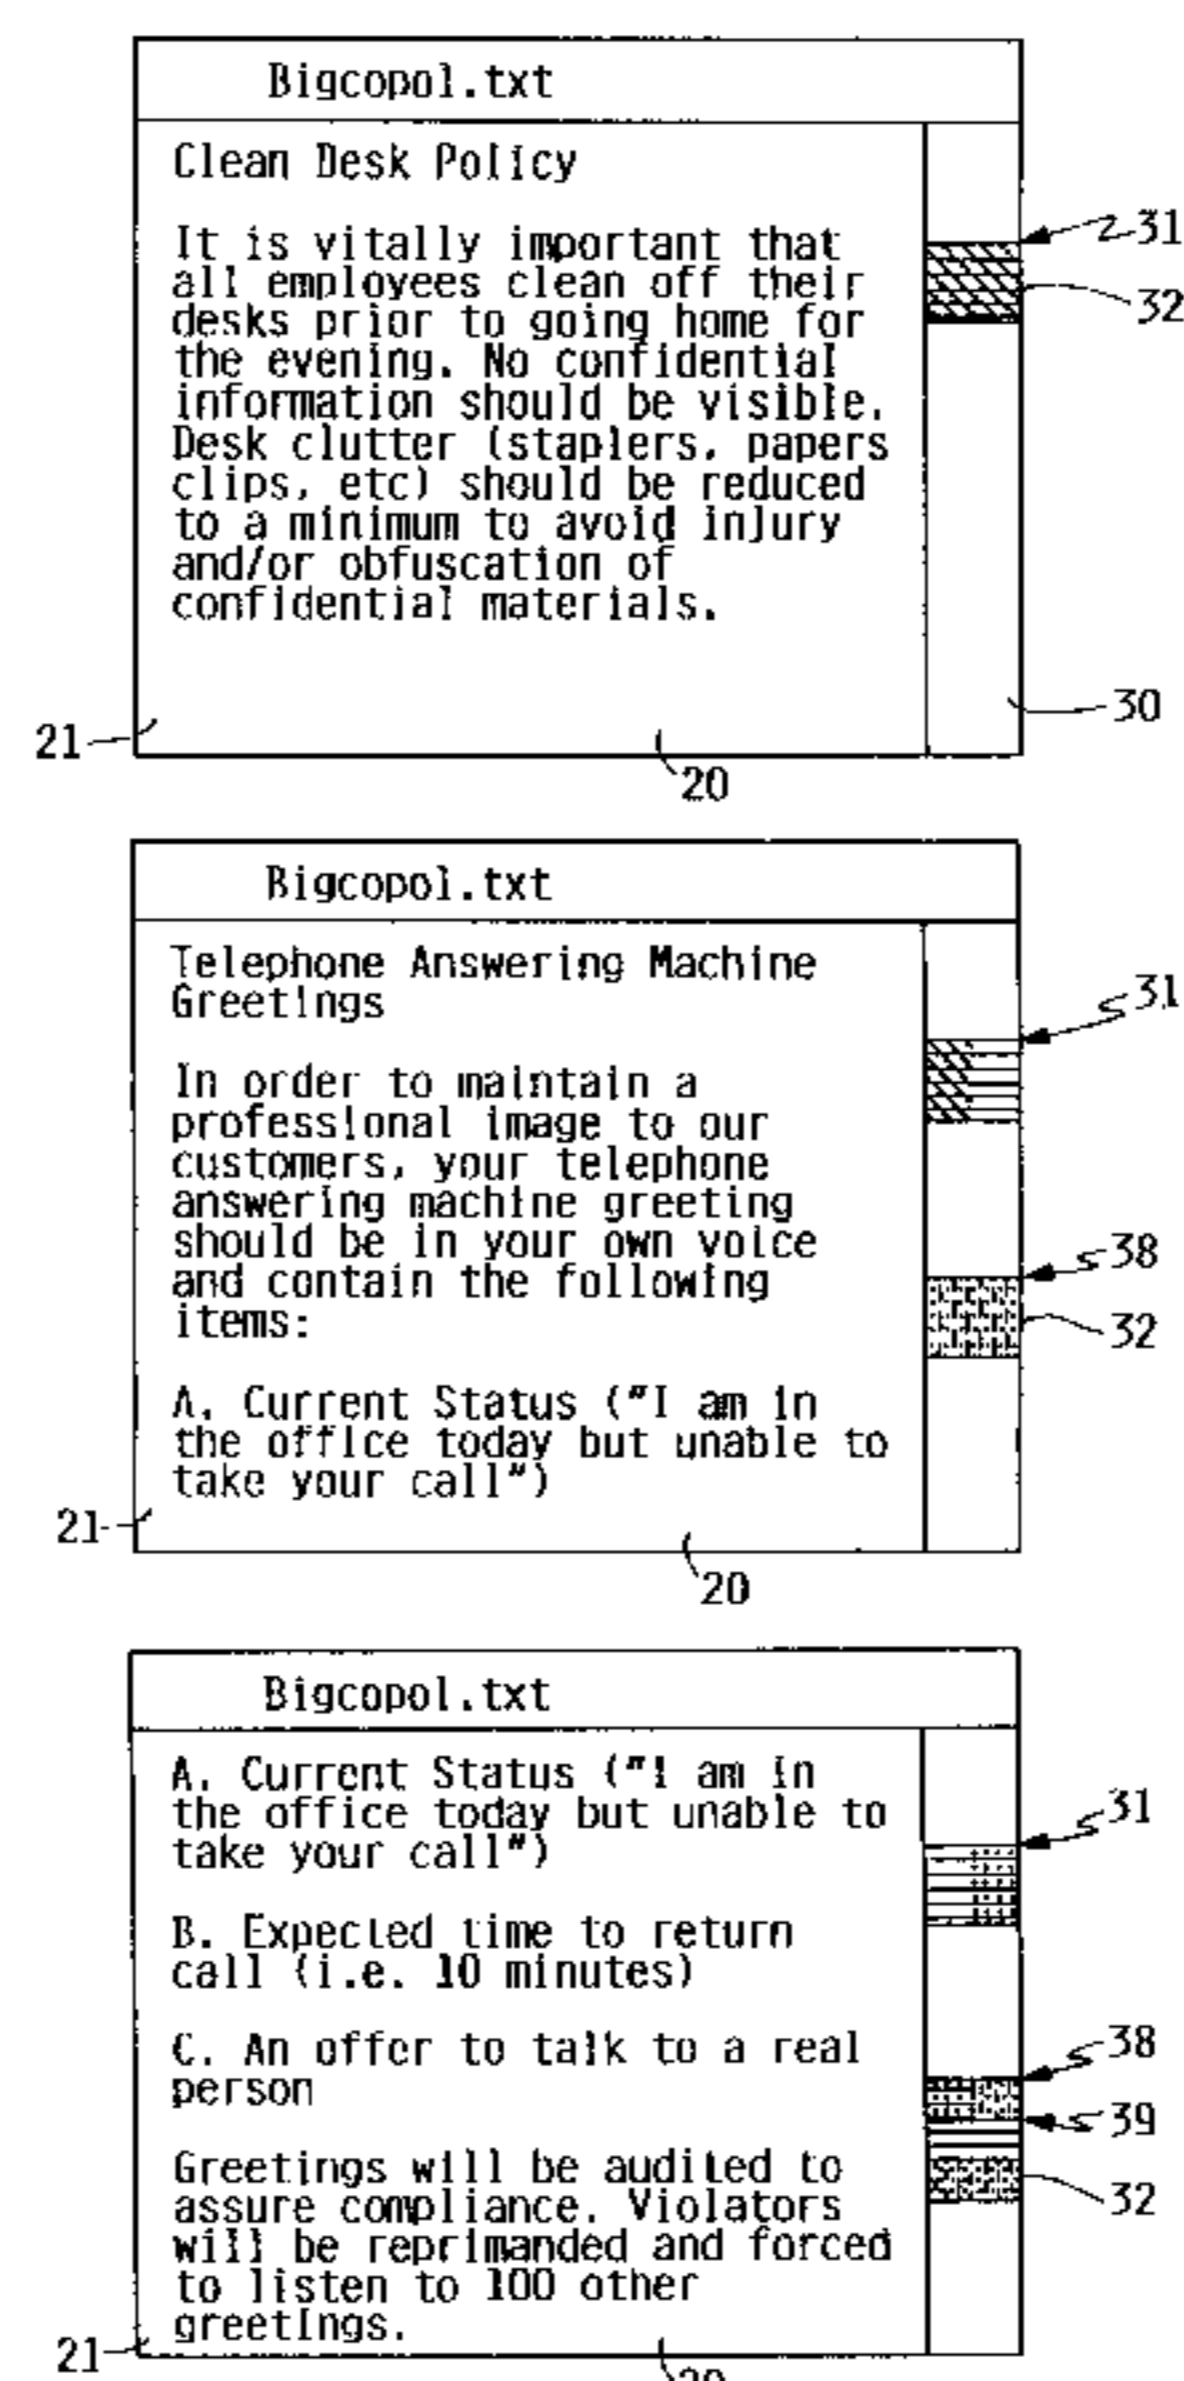 Bigcopol.txt
Clean Desk Policy
31
It is vitally important that
all employees clean off their
32
desks prior to going home for
the evening. No confidential
information should be visible.
Desk clutter (staplers, papers
clips, etc) should be reduced
to a minimum to avoid injury
and/or obfuscation of
confidential materials.
30
21
20
Bigcopol.txt
Telephone Answering Machine
Greetings
31
In order to maintain a
professional image to our
customers, your telephone
answering machine greeting
should be in your own voice
38
and contain the following
items:
32
A. Current Status ("I am in
the office today but unable to
take your call")
21
20
Bigcopol.txt
A. Current Status ("I am in
the office today but unable to
31
take your call")
B. Expected time to return
call (i.e. 10 minutes)
C. An offer to talk to a real
38
person
39
Greetings will be audited to
32
assure compliance. Violators
will be reprimanded and forced
to listen to 100 other
greetings.
21
20